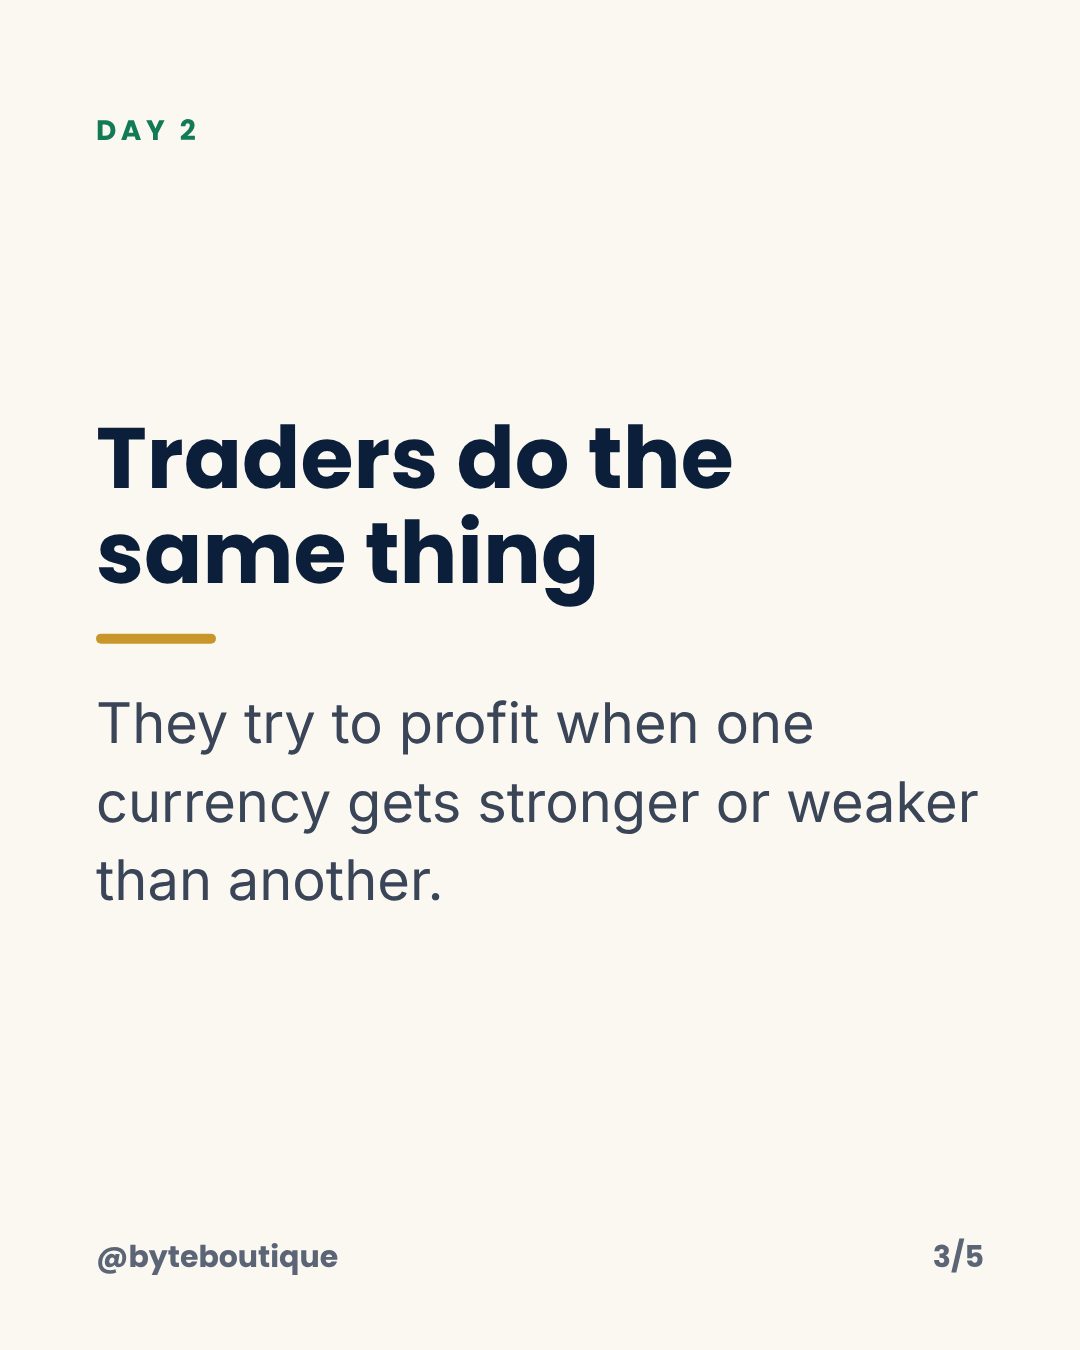 DAY 2
Traders do the
same thing
They try to profit when one
currency gets stronger or weaker
than another.
@byteboutique
3/5